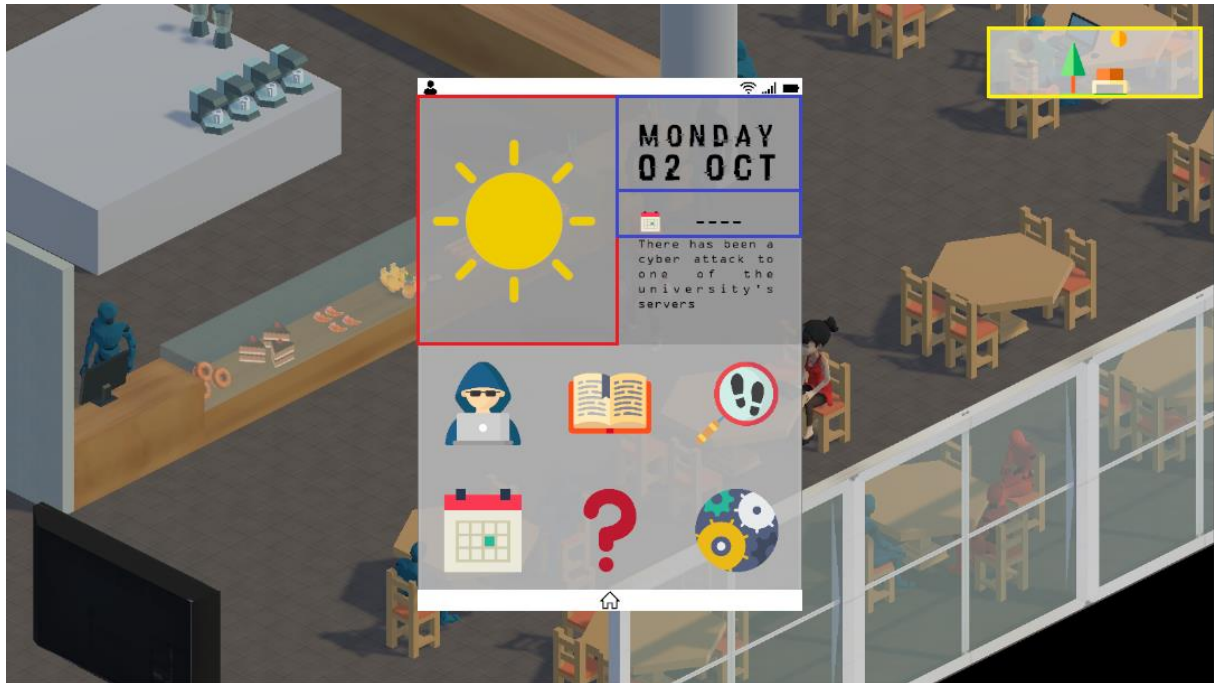 MONDAY
02 OCT
----
There has been a
cyber attack to
one of the
university's
servers